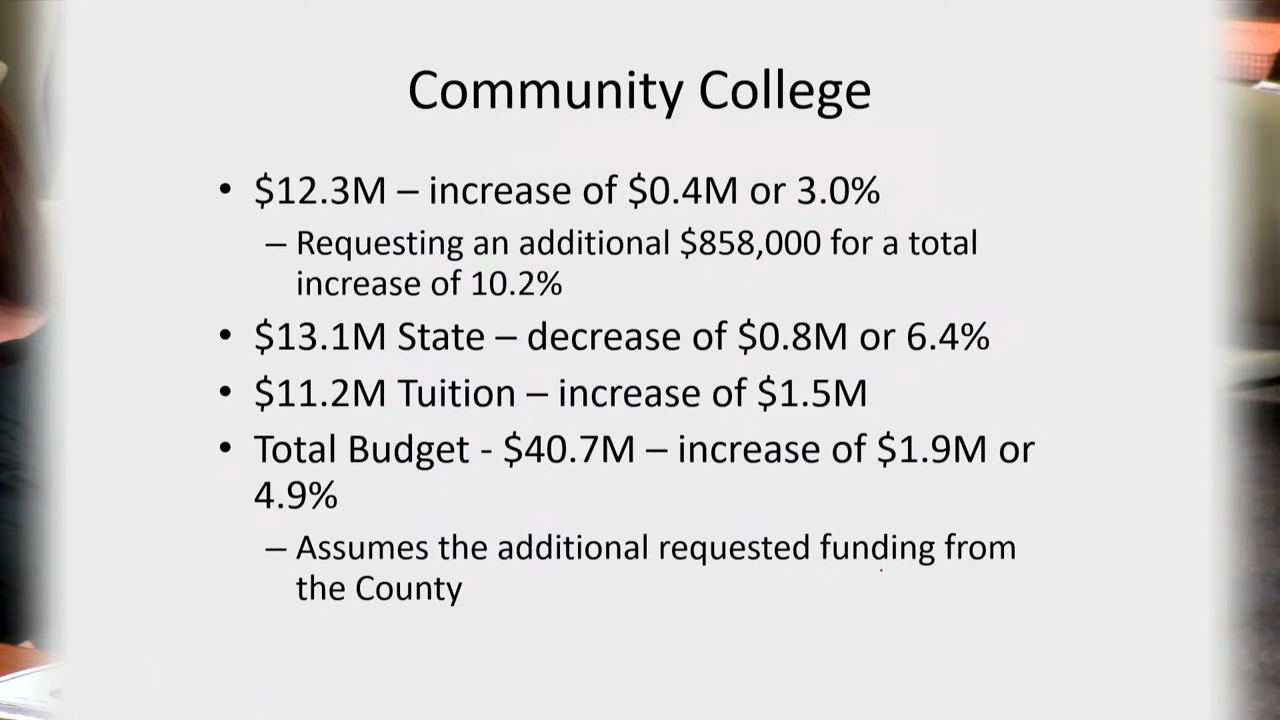 Community College
• $12.3M – increase of $0.4M or 3.0%
– Requesting an additional $858,000 for a total
increase of 10.2%
• $13.1M State – decrease of $0.8M or 6.4%
• $11.2M Tuition – increase of $1.5M
• Total Budget - $40.7M – increase of $1.9M or
4.9%
– Assumes the additional requested funding from
the County